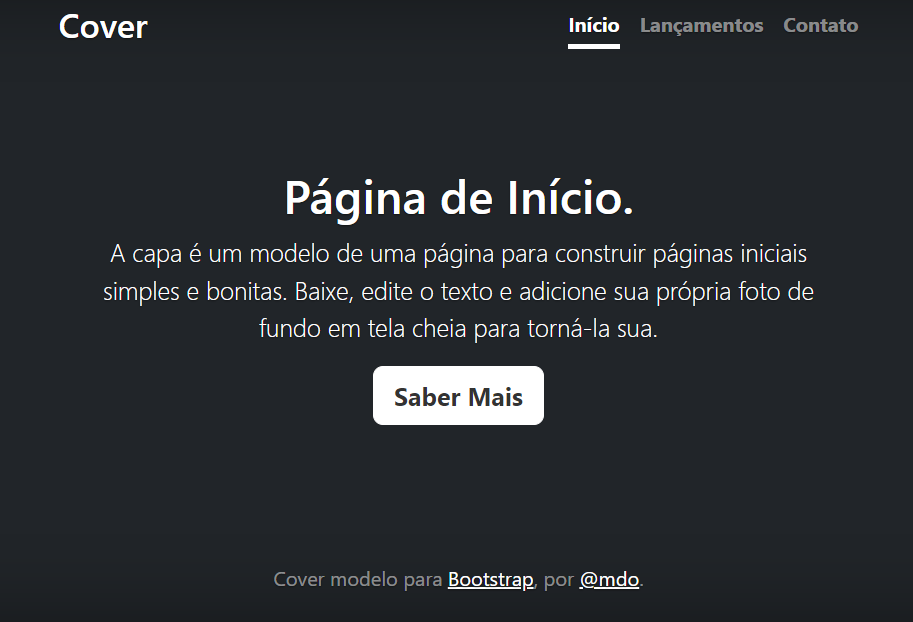 Cover
Início Lançamentos Contato
Página de Início.
A capa é um modelo de uma página para construir páginas iniciais
simples e bonitas. Baixe, edite o texto e adicione sua própria foto de
fundo em tela cheia para torná-la sua.
Saber Mais
Cover modelo para Bootstrap, por @mdo.